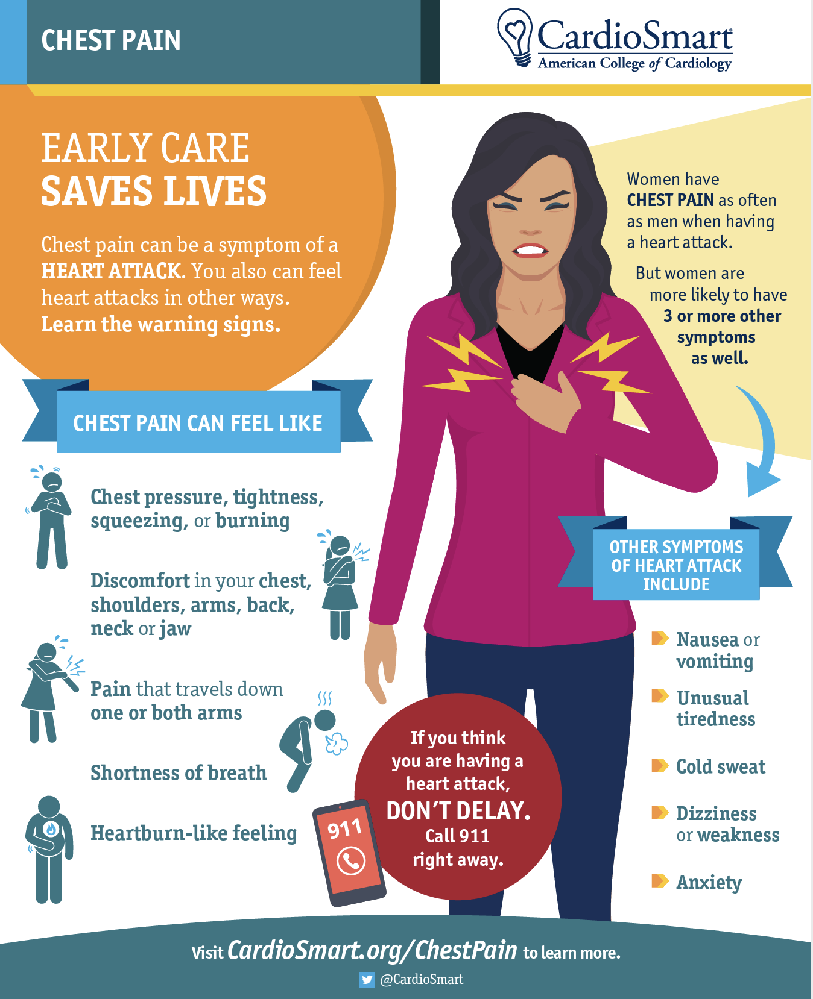 CHEST PAIN
CardioSmart®
American College of Cardiology
EARLY CARE
SAVES LIVES
Chest pain can be a symptom of a
HEART ATTACK. You also can feel
heart attacks in other ways.
Learn the warning signs.
Women have
CHEST PAIN as often
as men when having
a heart attack.
But women are
more likely to have
3 or more other
symptoms
as well.
CHEST PAIN CAN FEEL LIKE
Chest pressure, tightness,
squeezing, or burning
Discomfort in your chest,
shoulders, arms, back,
neck or jaw
Pain that travels down
one or both arms
Shortness of breath
Heartburn-like feeling
OTHER SYMPTOMS
OF HEART ATTACK
INCLUDE
Nausea or
vomiting
Unusual
tiredness
Cold sweat
Dizziness
or weakness
Anxiety
If you think
you are having a
heart attack,
DON'T DELAY.
Call 911
right away.
911
Visit CardioSmart.org/ChestPain to learn more.
@CardioSmart